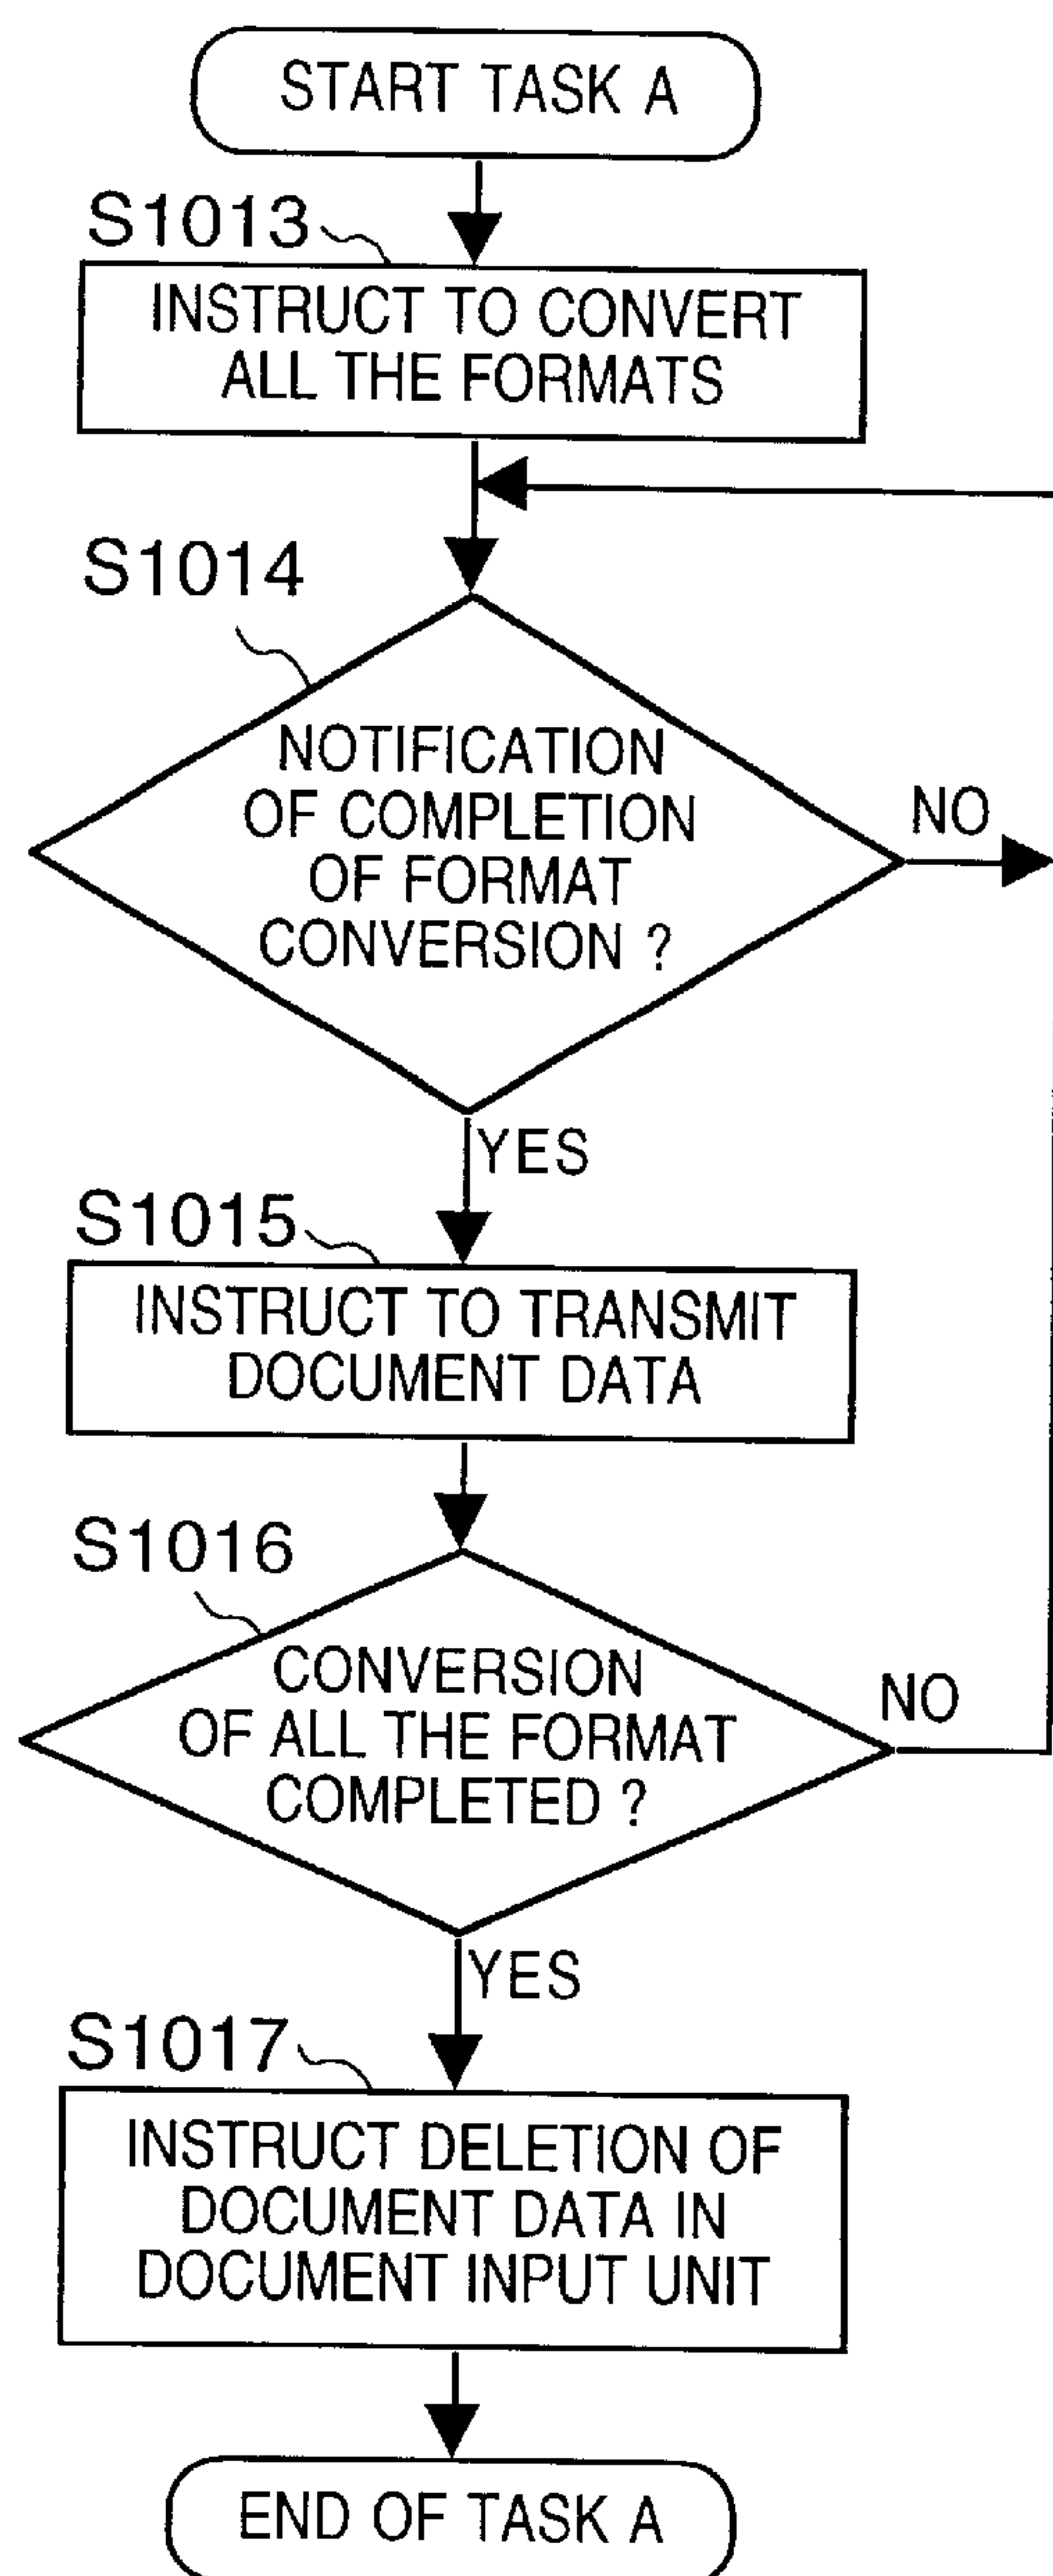 START TASK A
S1013
INSTRUCT TO CONVERT
ALL THE FORMATS
S1014
NOTIFICATION
OF COMPLETION
OF FORMAT
CONVERSION ?
NO
YES
S1015
INSTRUCT TO TRANSMIT
DOCUMENT DATA
S1016
CONVERSION
OF ALL THE FORMAT
COMPLETED ?
NO
YES
S1017
INSTRUCT DELETION OF
DOCUMENT DATA IN
DOCUMENT INPUT UNIT
END OF TASK A